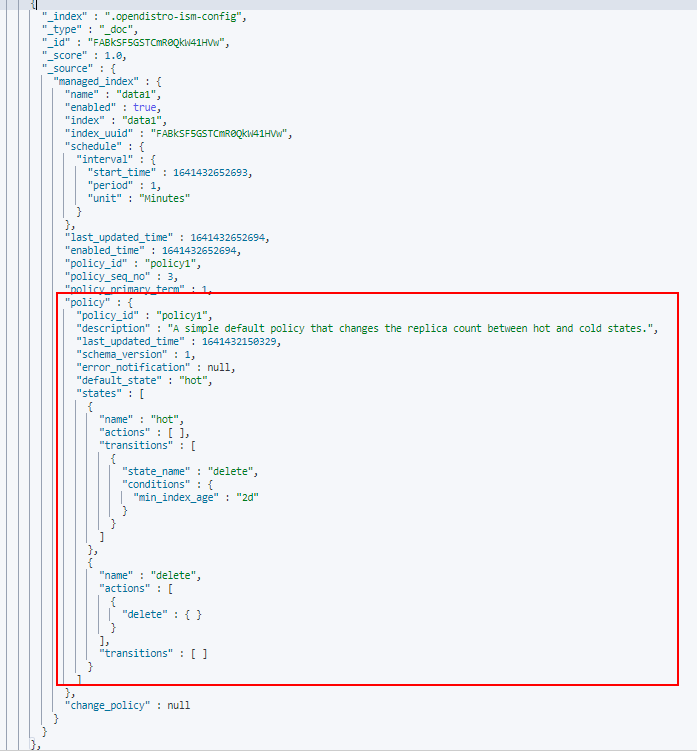 {
"_index" : ".opendistro-ism-config",
"_type" : "_doc",
"_id" : "FABkSF5GSTCmR0QkW41HVw",
"_score" : 1.0,
"_source" : {
"managed_index" : {
"name" : "data1",
"enabled" : true,
"index" : "data1",
"index_uuid" : "FABkSF5GSTCmR0QkW41HVw",
"schedule" : {
"interval" : {
"start_time" : 1641432652693,
"period" : 1,
"unit" : "Minutes"
}
},
"last_updated_time" : 1641432652694,
"enabled_time" : 1641432652694,
"policy_id" : "policy1",
"policy_seq_no" : 3,
"policy_primary_term" : 1,
"policy" : {
"policy_id" : "policy1",
"description" : "A simple default policy that changes the replica count between hot and cold states.",
"last_updated_time" : 1641432150329,
"schema_version" : 1,
"error_notification" : null,
"default_state" : "hot",
"states" : [
{
"name" : "hot",
"actions" : [ ],
"transitions" : [
{
"state_name" : "delete",
"conditions" : {
"min_index_age" : "2d"
}
}
]
},
{
"name" : "delete",
"actions" : [
{
"delete" : { }
}
],
"transitions" : [ ]
}
]
},
"change_policy" : null
}
}
},